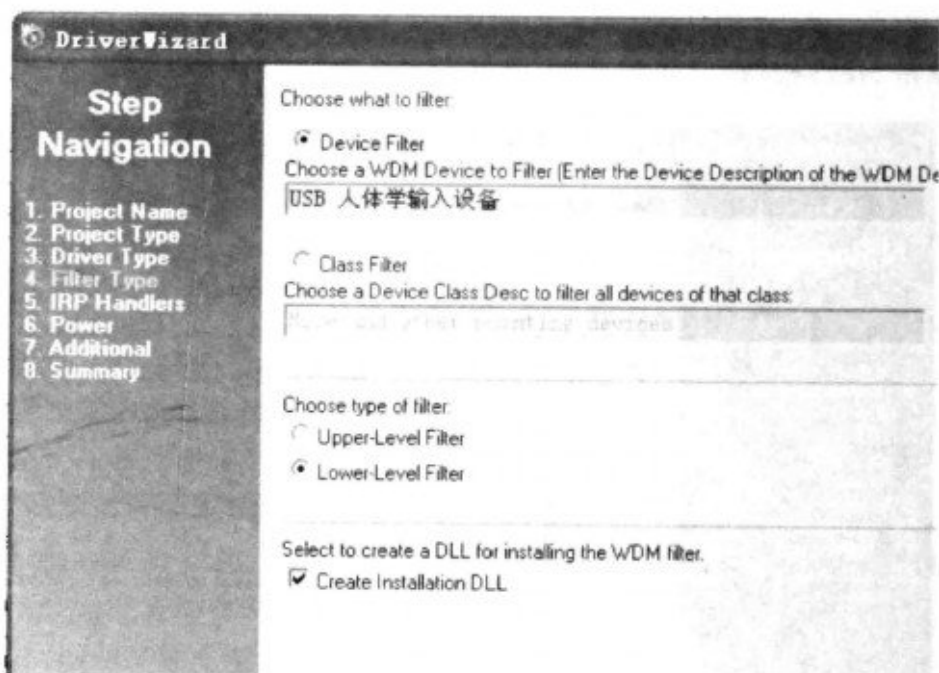 DriverWizard
Step
Navigation
1. Project Name
2. Project Type
3. Driver Type
4. Filter Type
5. IRP Handlers
6. Power
7. Additional
8. Summary
Choose what to filter:
Device Filter
Choose a WDM Device to Filter (Enter the Device Description of the WDM De
USB 人体学输入设备
Class Filter
Choose a Device Class Desc to filter all devices of that class:
Choose type of filter:
Upper-Level Filter
Lower-Level Filter
Select to create a DLL for installing the WDM filter.
Create Installation DLL